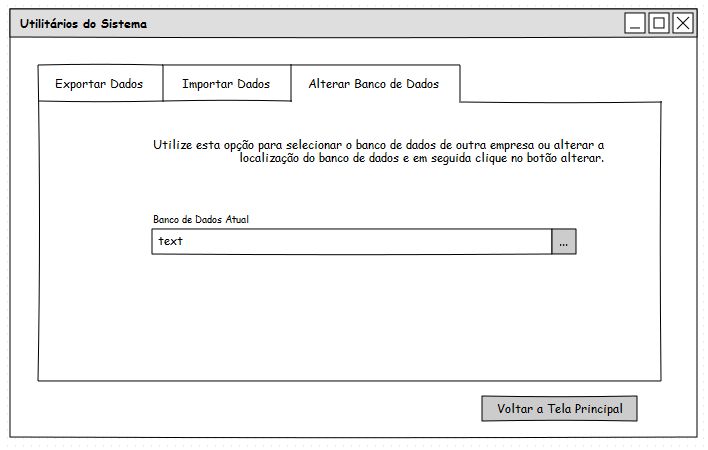 Utilitários do Sistema
Exportar Dados
Importar Dados
Alterar Banco de Dados
Utilize esta opção para selecionar o banco de dados de outra empresa ou alterar a
localização do banco de dados e em seguida clique no botão alterar.
Banco de Dados Atual
text
...
Voltar a Tela Principal